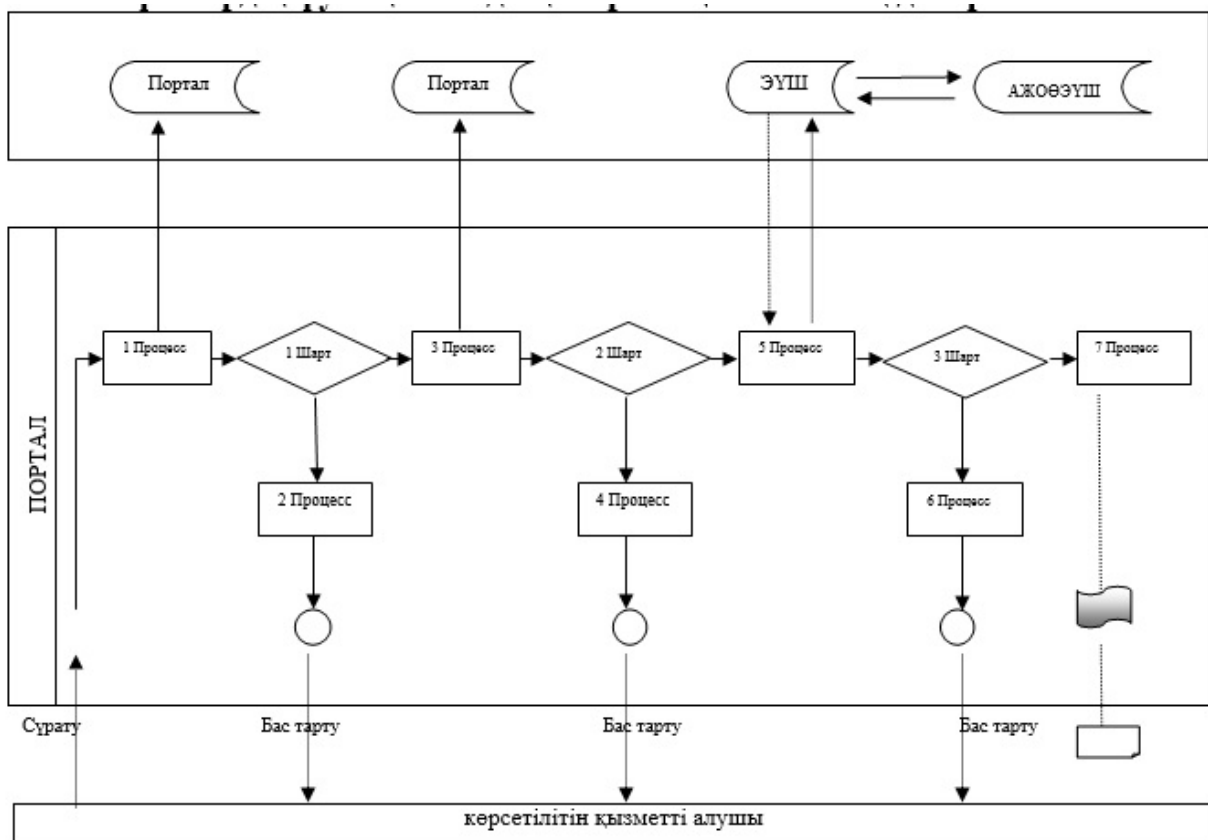 Портал
Портал
ЭҮШ
АЖОӨЭҮШ
ПОРТАЛ
1 Процесс
1 Шарт
3 Процесс
2 Шарт
5 Процесс
3 Шарт
7 Процесс
2 Процесс
4 Процесс
6 Процесс
Сұрату
Бас тарту
Бас тарту
Бас тарту
көрсетілітін қызметті алушы